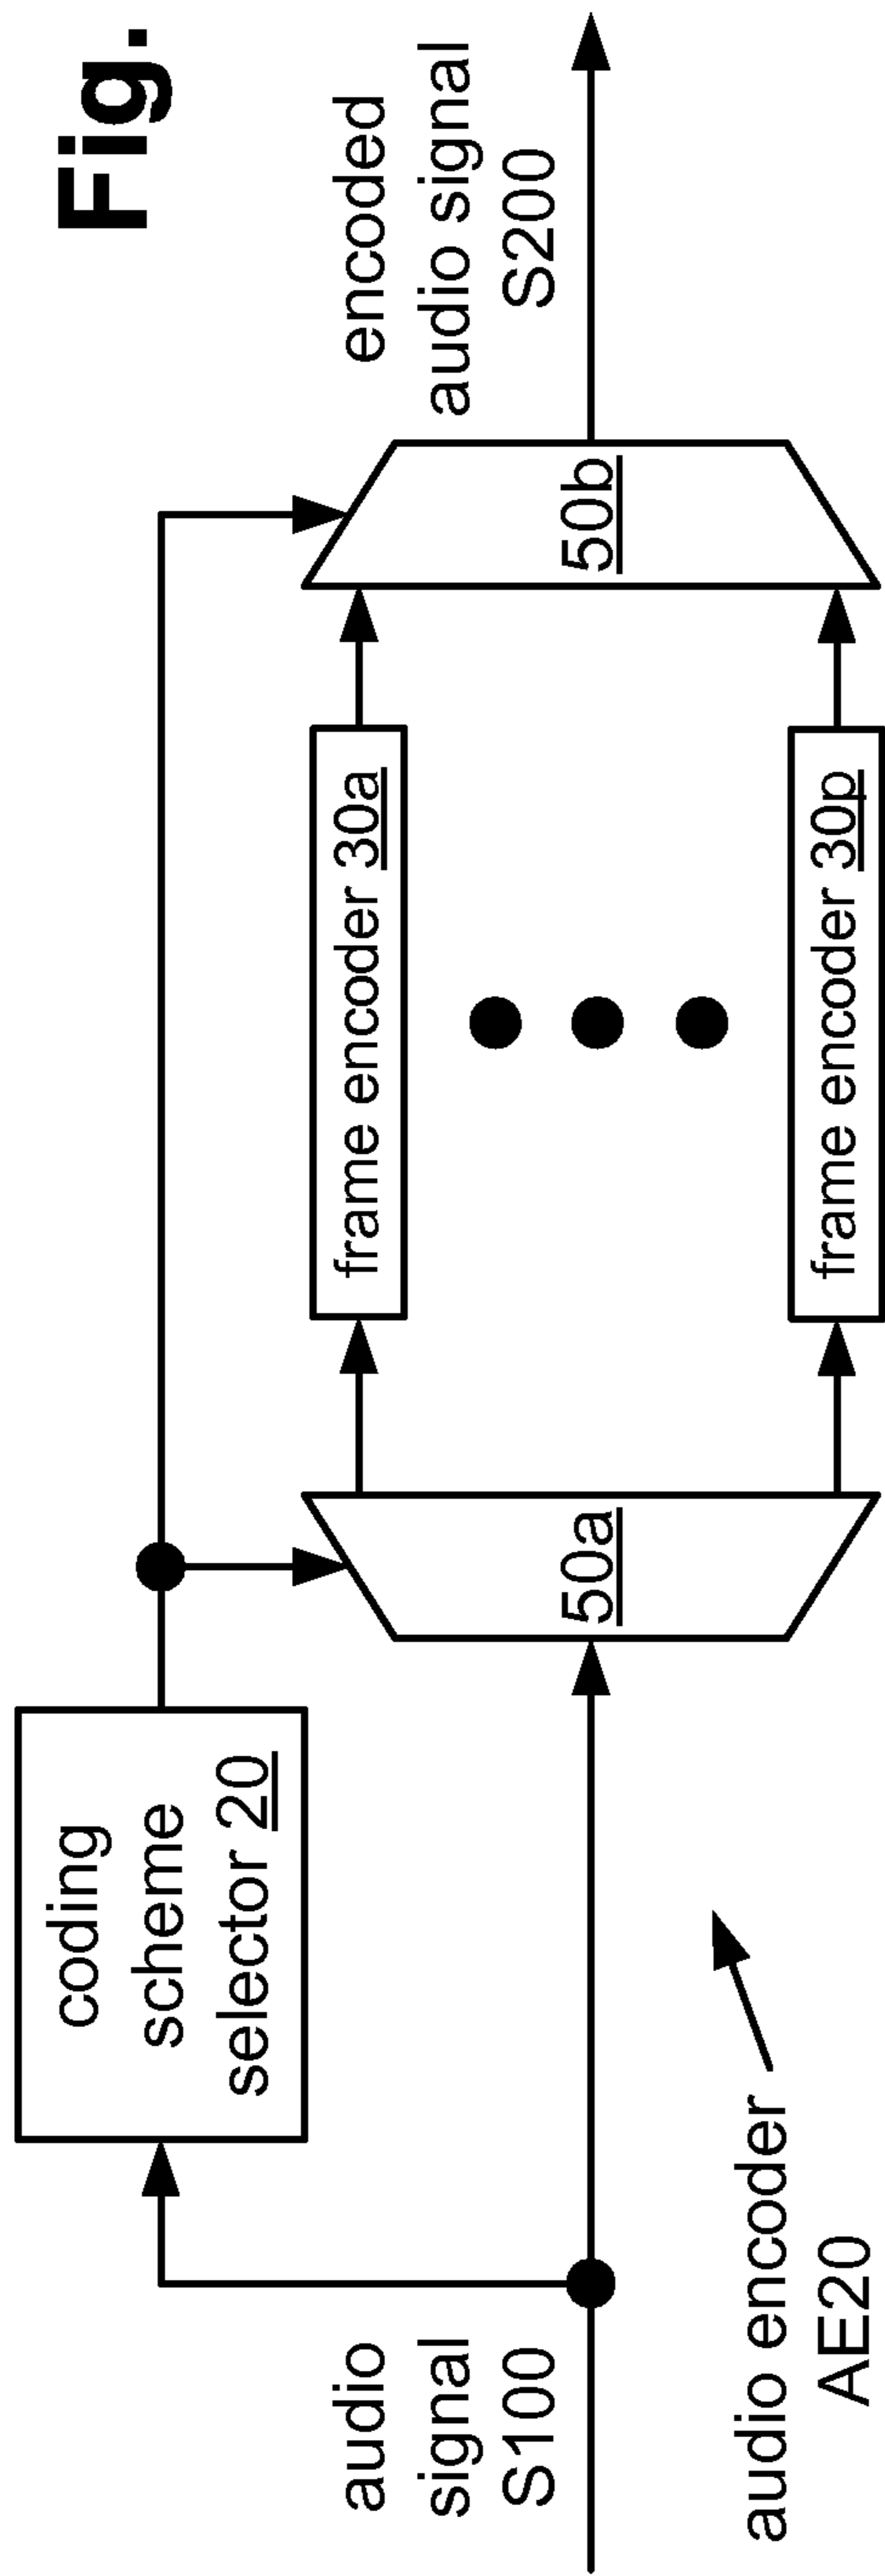 Fig.
coding
scheme
selector 20
audio
signal
S100
50a
frame encoder 30a
frame encoder 30p
50b
encoded
audio signal
S200
audio encoder
AE20